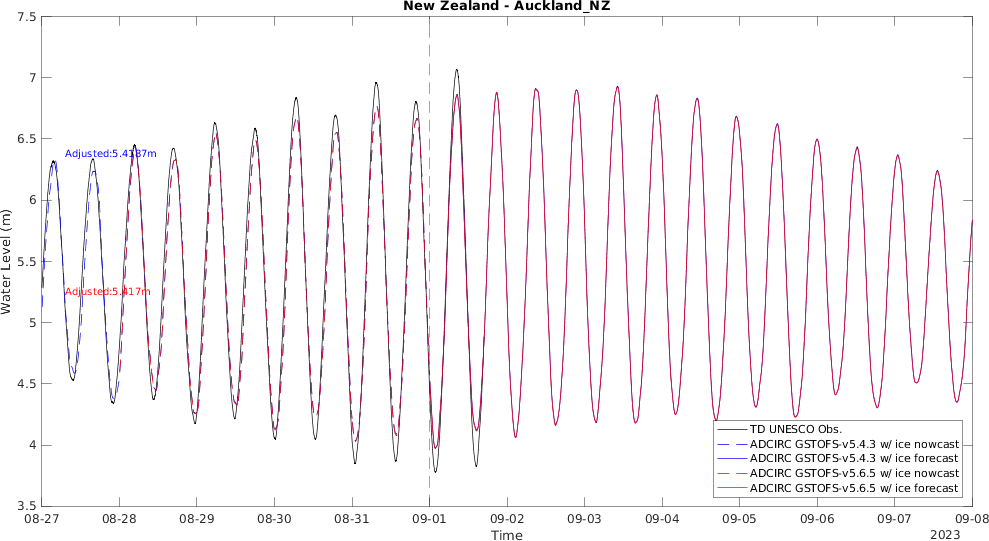 New Zealand - Auckland_NZ
Water Level (m)
7.5
7
6.5
6
5.5
5
4.5
4
3.5
Adjusted:5.4187m
Adjusted:5.417m
TD UNESCO Obs.
ADCIRC GSTOFS-v5.4.3 w/ ice nowcast
ADCIRC GSTOFS-v5.4.3 w/ ice forecast
ADCIRC GSTOFS-v5.6.5 w/ ice nowcast
ADCIRC GSTOFS-v5.6.5 w/ ice forecast
08-27 08-28 08-29 08-30 08-31 09-01 09-02 09-03 09-04 09-05 09-06 09-07 09-08
Time
2023